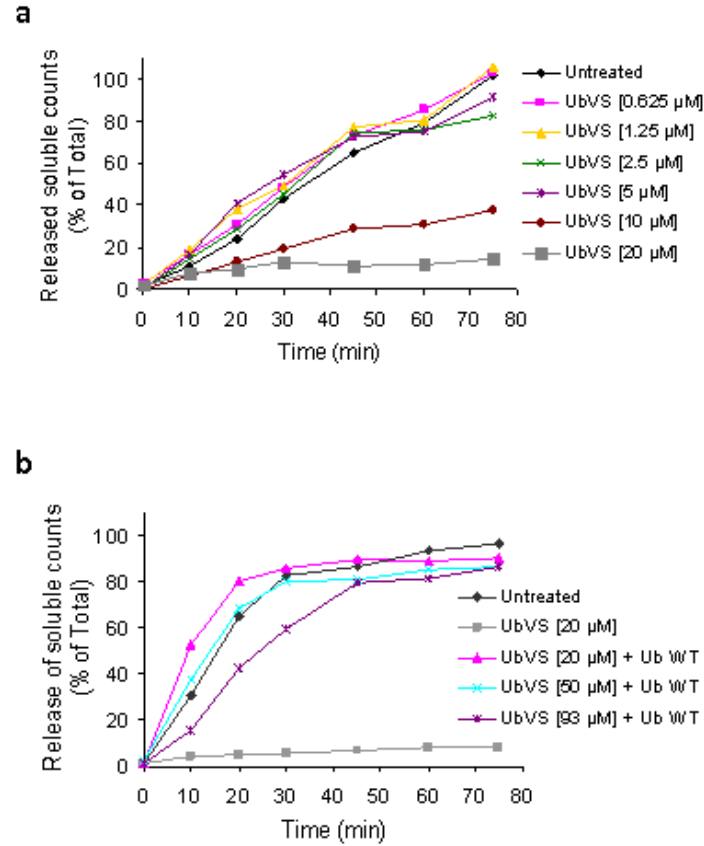 a
Released soluble counts
(% of Total)
100
80
60
40
20
0
0 10 20 30 40 50 60 70 80
Time (min)
Untreated
UbVS [0.625 µM]
UbVS [1.25 µM]
UbVS [2.5 µM]
UbVS [5 µM]
UbVS [10 µM]
UbVS [20 µM]
b
Release of soluble counts
(% of Total)
100
80
60
40
20
0
0 10 20 30 40 50 60 70 80
Time (min)
Untreated
UbVS [20 µM]
UbVS [20 µM] + Ub WT
UbVS [50 µM] + Ub WT
UbVS [93 µM] + Ub WT